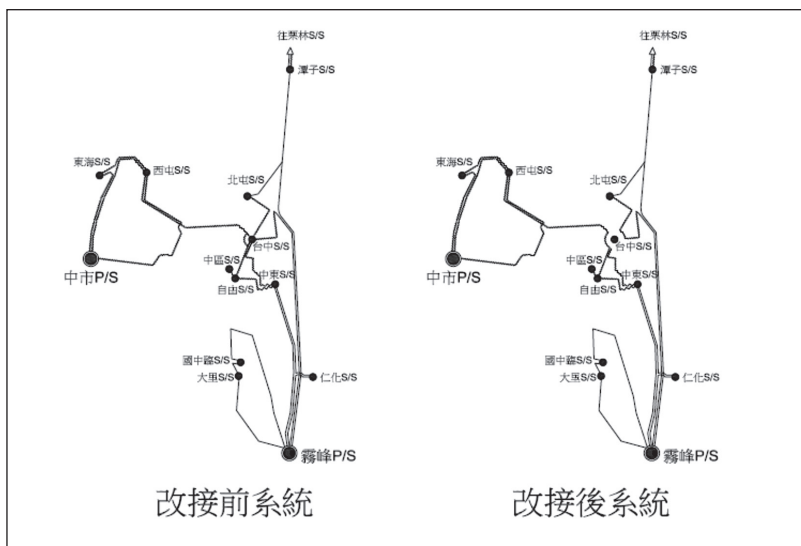 往栗林S/S
潭子S/S
東海S/S
西屯S/S
北屯S/S
台中S/S
中市P/S
中區S/S
中東S/S
自由S/S
國中臨S/S
大里S/S
仁化S/S
霧峰P/S
改接前系統
往栗林S/S
潭子S/S
東海S/S
西屯S/S
北屯S/S
台中S/S
中市P/S
中區S/S
中東S/S
自由S/S
國中臨S/S
大里S/S
仁化S/S
霧峰P/S
改接後系統